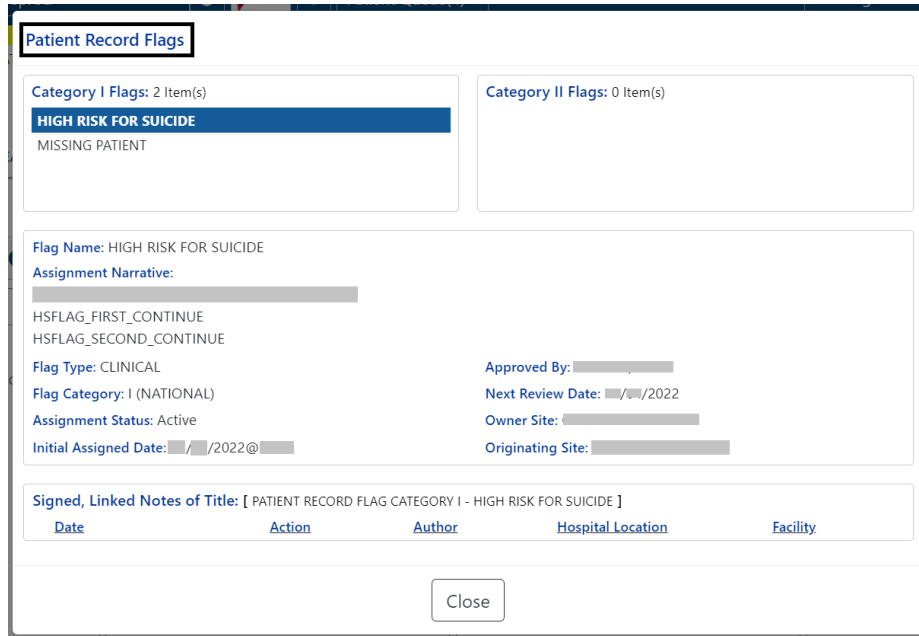 Patient Record Flags
Category I Flags: 2 Item(s)
HIGH RISK FOR SUICIDE
MISSING PATIENT
Category II Flags: 0 Item(s)
Flag Name: HIGH RISK FOR SUICIDE
Assignment Narrative:
HSFLAG_FIRST_CONTINUE
HSFLAG_SECOND_CONTINUE
Flag Type: CLINICAL
Approved By:
Flag Category: I (NATIONAL)
Next Review Date: / /2022
Assignment Status: Active
Owner Site:
Initial Assigned Date: / /2022@
Originating Site:
Signed, Linked Notes of Title: [ PATIENT RECORD FLAG CATEGORY I - HIGH RISK FOR SUICIDE ]
Date Action Author Hospital Location Facility
Close